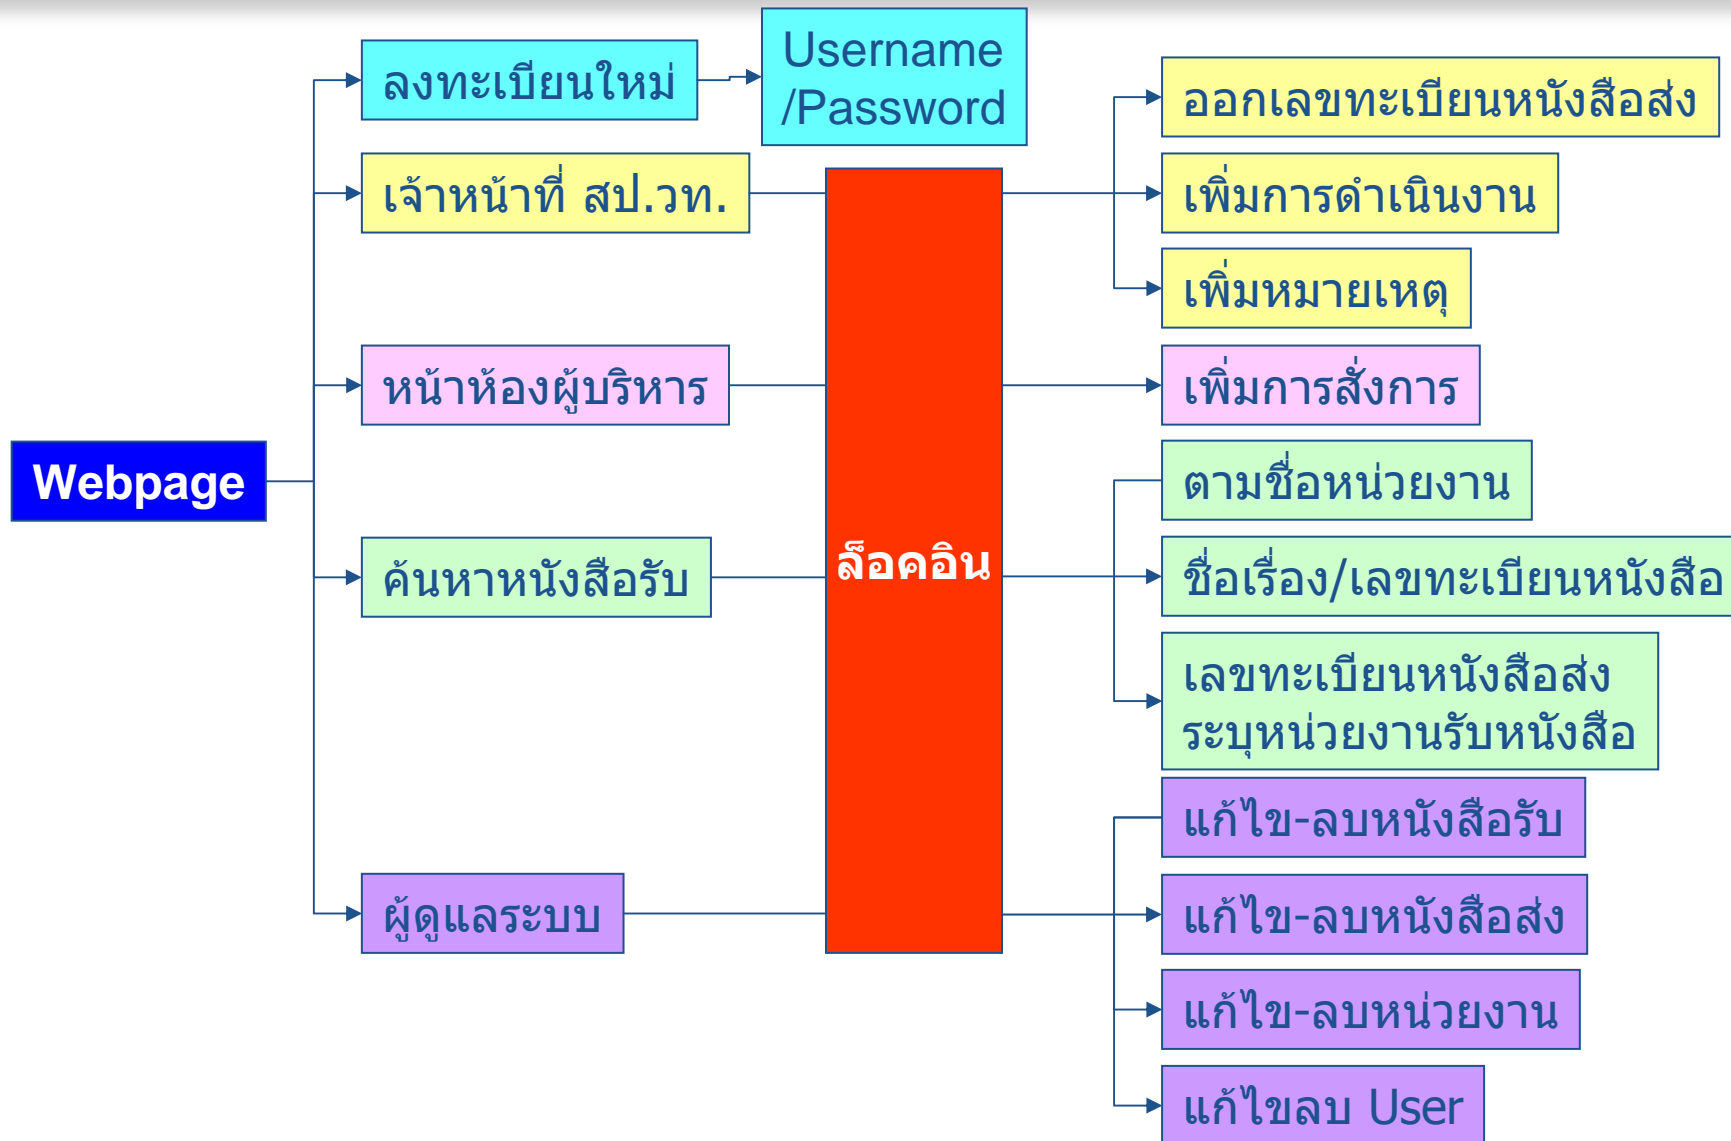 ลงทะเบียนใหม่
Username
/Password
เจ้าหน้าที่ สป.วท.
หน้าห้องผู้บริหาร
Webpage
ค้นหาหนังสือรับ
ผู้ดูแลระบบ
ล็อคอิน
ออกเลขทะเบียนหนังสือส่ง
เพิ่มการดำเนินงาน
เพิ่มหมายเหตุ
เพิ่มการสั่งการ
ตามชื่อหน่วยงาน
ชื่อเรื่อง/เลขทะเบียนหนังสือ
เลขทะเบียนหนังสือส่ง
ระบุหน่วยงานรับหนังสือ
แก้ไข-ลบหนังสือรับ
แก้ไข-ลบหนังสือส่ง
แก้ไข-ลบหน่วยงาน
แก้ไขลบ User